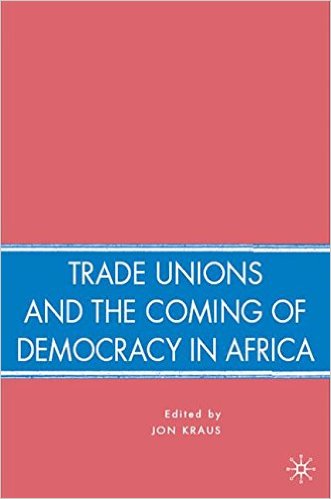 TRADE UNIONS
AND THE COMING OF
DEMOCRACY IN AFRICA
Edited by
JON KRAUS